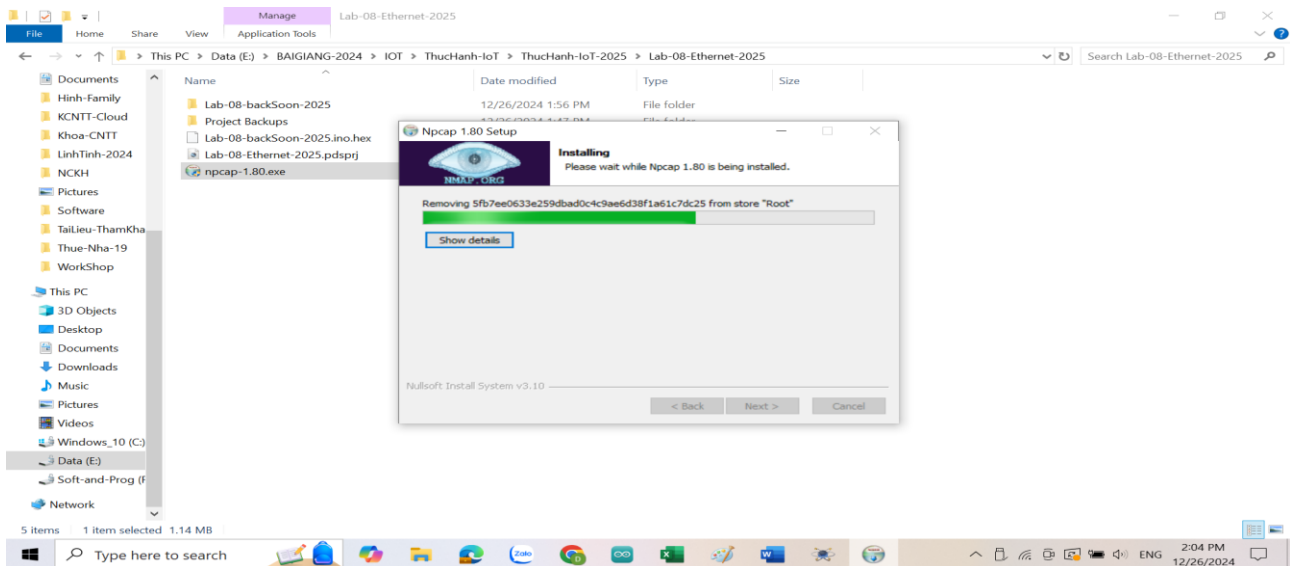 Manage
Lab-08-Ethernet-2025
File
Home
Share
View
Application Tools
> This PC > Data (E:) > BAIGIANG-2024 > IOT > ThucHanh-IoT > ThucHanh-IoT-2025 > Lab-08-Ethernet-2025
Search Lab-08-Ethernet-2025
Name
Date modified
Type
Size
Documents
Hinh-Family
KCNTT-Cloud
Khoa-CNTT
LinhTinh-2024
NCKH
Pictures
Software
TaiLieu-ThamKha
Thue-Nha-19
WorkShop
This PC
3D Objects
Desktop
Documents
Downloads
Music
Pictures
Videos
Windows_10 (C:)
Data (E:)
Soft-and-Prog (F
Network
Lab-08-backSoon-2025
12/26/2024 1:56 PM
File folder
Project Backups
12/26/2024 1:47 PM
File folder
Lab-08-backSoon-2025.ino.hex
Lab-08-Ethernet-2025.pdsprj
npcap-1.80.exe
Npcap 1.80 Setup
NMAP.ORG
Installing
Please wait while Npcap 1.80 is being installed.
Removing 5fb7ee0633e259dbad0c4c9ae6d38f1a61c7dc25 from store "Root"
Show details
Nullsoft Install System v3.10
< Back
Next >
Cancel
5 items
1 item selected 1.14 MB
Type here to search
Zalo
ENG
2:04 PM
12/26/2024